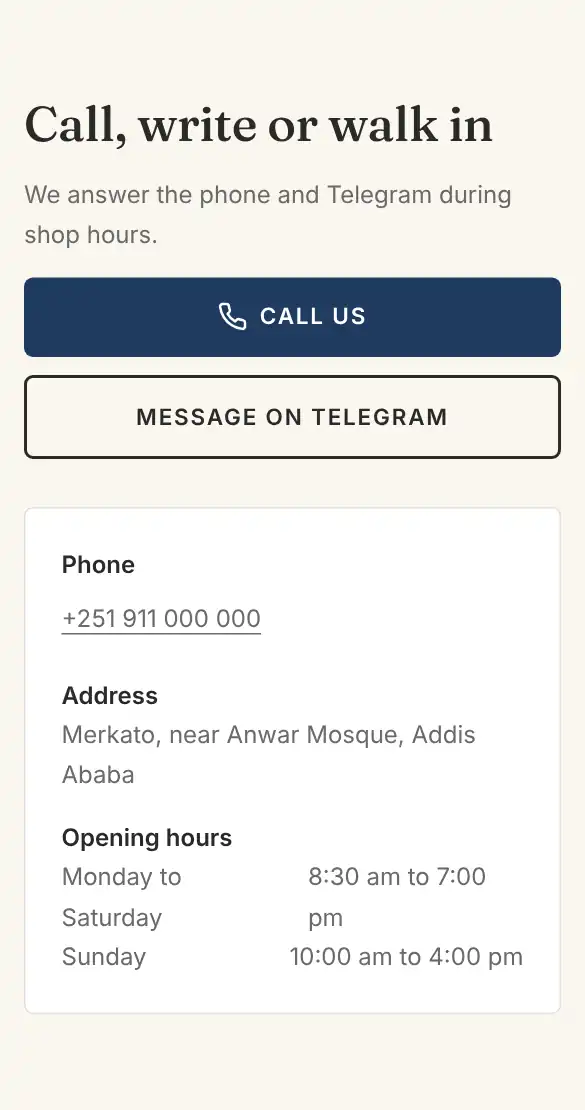 Call, write or walk in
We answer the phone and Telegram during
shop hours.
CALL US
MESSAGE ON TELEGRAM
Phone
+251 911 000 000
Address
Merkato, near Anwar Mosque, Addis
Ababa
Opening hours
Monday to 8:30 am to 7:00
Saturday pm
Sunday 10:00 am to 4:00 pm